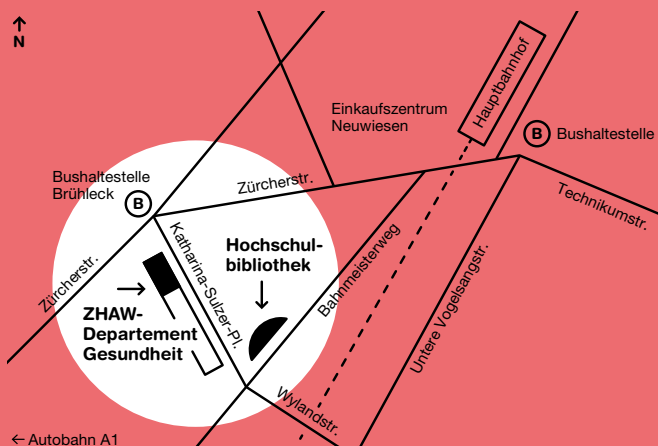 N
Hauptbahnhof
Einkaufszentrum
Neuwiesen
B
Bushaltestelle
Bushaltestelle
Brühleck
B
Zürcherstr.
Technikumstr.
Zürcherstr.
Katharina-Sulzer-Pl.
Hochschul-
bibliothek
Bahnmeisterweg
Untere Vogelsangstr.
ZHAW-
Departement
Gesundheit
Wylandstr.
← Autobahn A1